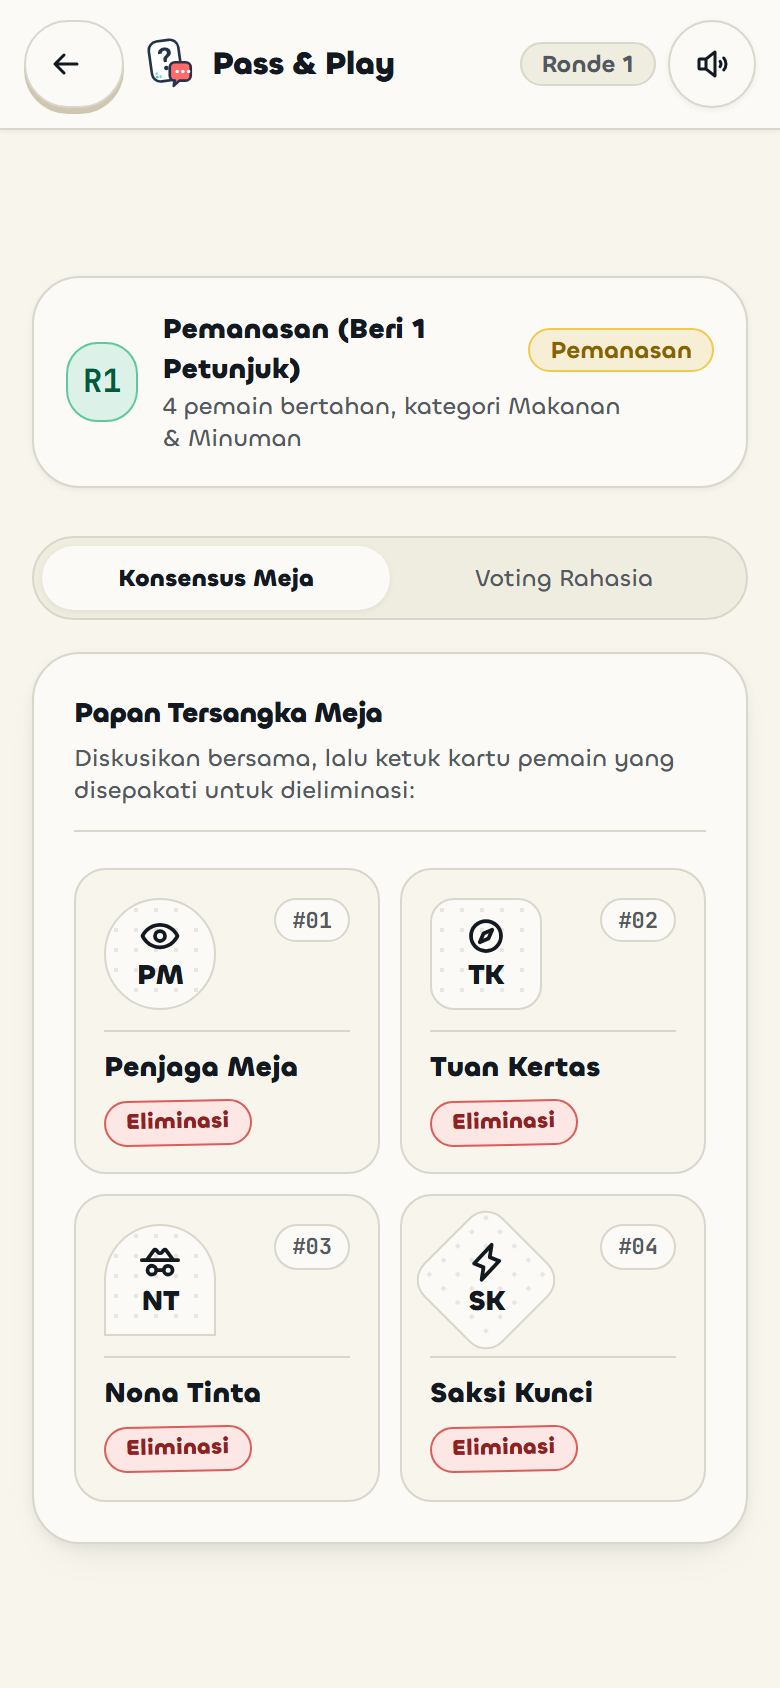 Pass & Play
Ronde 1
R1
Pemanasan (Beri 1
Petunjuk)
Pemanasan
4 pemain bertahan, kategori Makanan
& Minuman
Konsensus Meja
Voting Rahasia
Papan Tersangka Meja
Diskusikan bersama, lalu ketuk kartu pemain yang
disepakati untuk dieliminasi:
PM
#01
Penjaga Meja
Eliminasi
TK
#02
Tuan Kertas
Eliminasi
NT
#03
Nona Tinta
Eliminasi
SK
#04
Saksi Kunci
Eliminasi